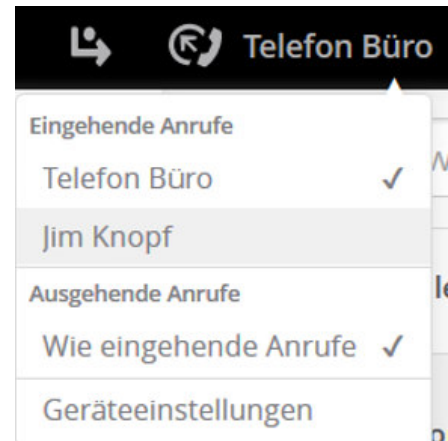 Telefon Büro
Eingehende Anrufe
Telefon Büro
Jim Knopf
Ausgehende Anrufe
Wie eingehende Anrufe
Geräteeinstellungen